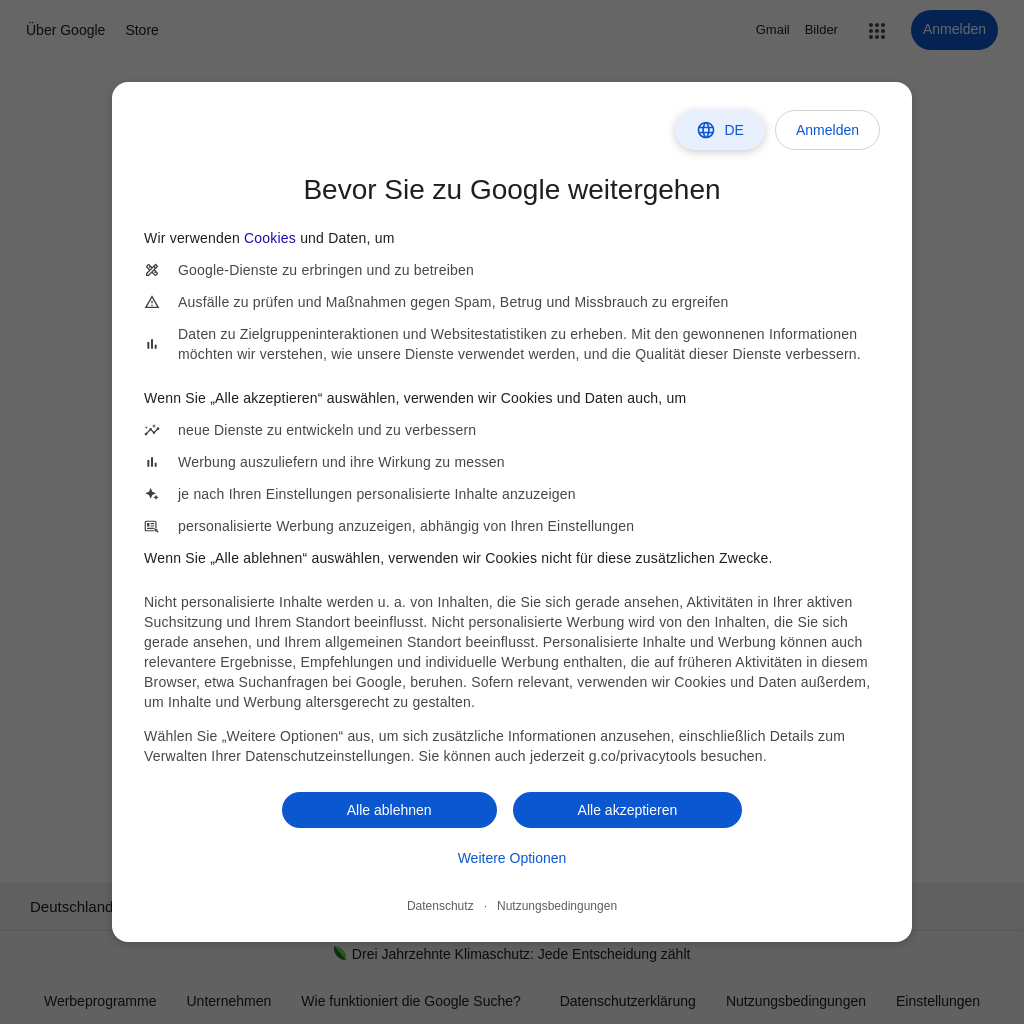 Über Google Store Gmail Bilder Anmelden
DE Anmelden
Bevor Sie zu Google weitergehen
Wir verwenden Cookies und Daten, um
Google-Dienste zu erbringen und zu betreiben
Ausfälle zu prüfen und Maßnahmen gegen Spam, Betrug und Missbrauch zu ergreifen
Daten zu Zielgruppeninteraktionen und Websitestatistiken zu erheben. Mit den gewonnenen Informationen
möchten wir verstehen, wie unsere Dienste verwendet werden, und die Qualität dieser Dienste verbessern.
Wenn Sie „Alle akzeptieren“ auswählen, verwenden wir Cookies und Daten auch, um
neue Dienste zu entwickeln und zu verbessern
Werbung auszuliefern und ihre Wirkung zu messen
je nach Ihren Einstellungen personalisierte Inhalte anzuzeigen
personalisierte Werbung anzuzeigen, abhängig von Ihren Einstellungen
Wenn Sie „Alle ablehnen“ auswählen, verwenden wir Cookies nicht für diese zusätzlichen Zwecke.
Nicht personalisierte Inhalte werden u. a. von Inhalten, die Sie sich gerade ansehen, Aktivitäten in Ihrer aktiven
Suchsitzung und Ihrem Standort beeinflusst. Nicht personalisierte Werbung wird von den Inhalten, die Sie sich
gerade ansehen, und Ihrem allgemeinen Standort beeinflusst. Personalisierte Inhalte und Werbung können auch
relevantere Ergebnisse, Empfehlungen und individuelle Werbung enthalten, die auf früheren Aktivitäten in diesem
Browser, etwa Suchanfragen bei Google, beruhen. Sofern relevant, verwenden wir Cookies und Daten außerdem,
um Inhalte und Werbung altersgerecht zu gestalten.
Wählen Sie „Weitere Optionen“ aus, um sich zusätzliche Informationen anzusehen, einschließlich Details zum
Verwalten Ihrer Datenschutzeinstellungen. Sie können auch jederzeit g.co/privacytools besuchen.
Alle ablehnen Alle akzeptieren
Weitere Optionen
Datenschutz · Nutzungsbedingungen
Deutschland
Drei Jahrzehnte Klimaschutz: Jede Entscheidung zählt
Werbeprogramme Unternehmen Wie funktioniert die Google Suche? Datenschutzerklärung Nutzungsbedingungen Einstellungen